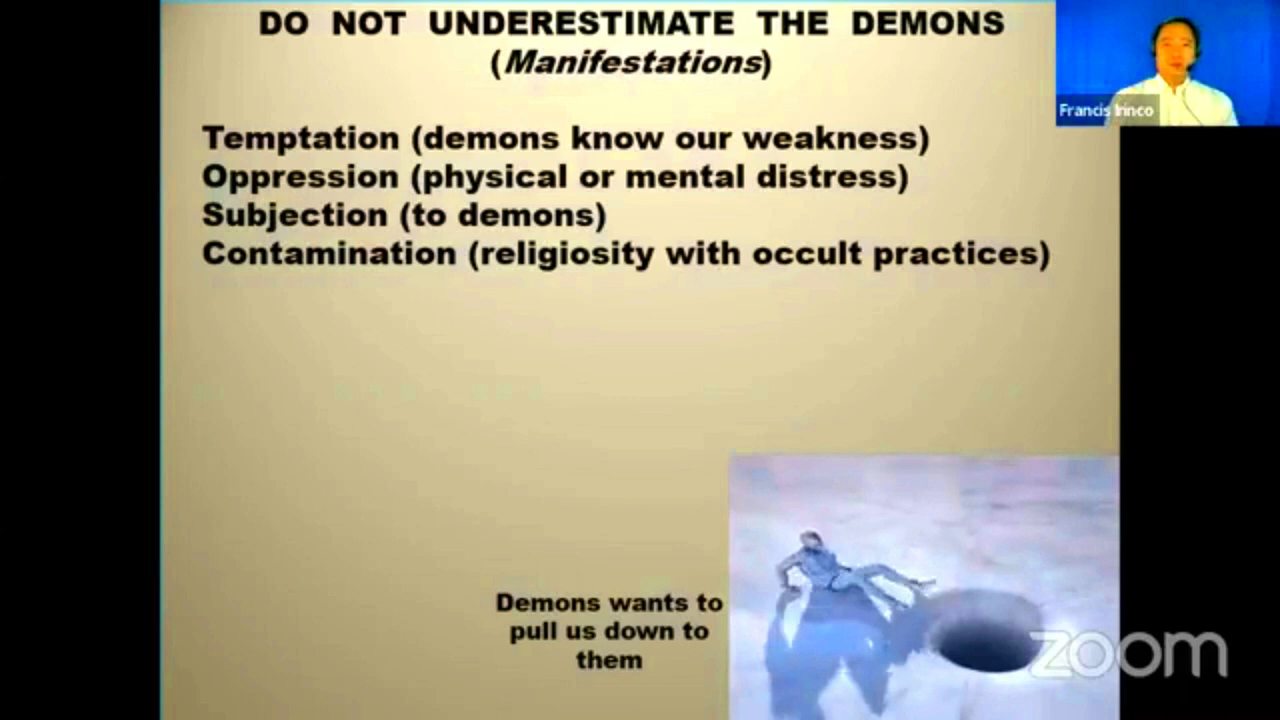 DO NOT UNDERESTIMATE THE DEMONS
(Manifestations)
Francis Irinco
Temptation (demons know our weakness)
Oppression (physical or mental distress)
Subjection (to demons)
Contamination (religiosity with occult practices)
Demons wants to
pull us down to
them
zoom